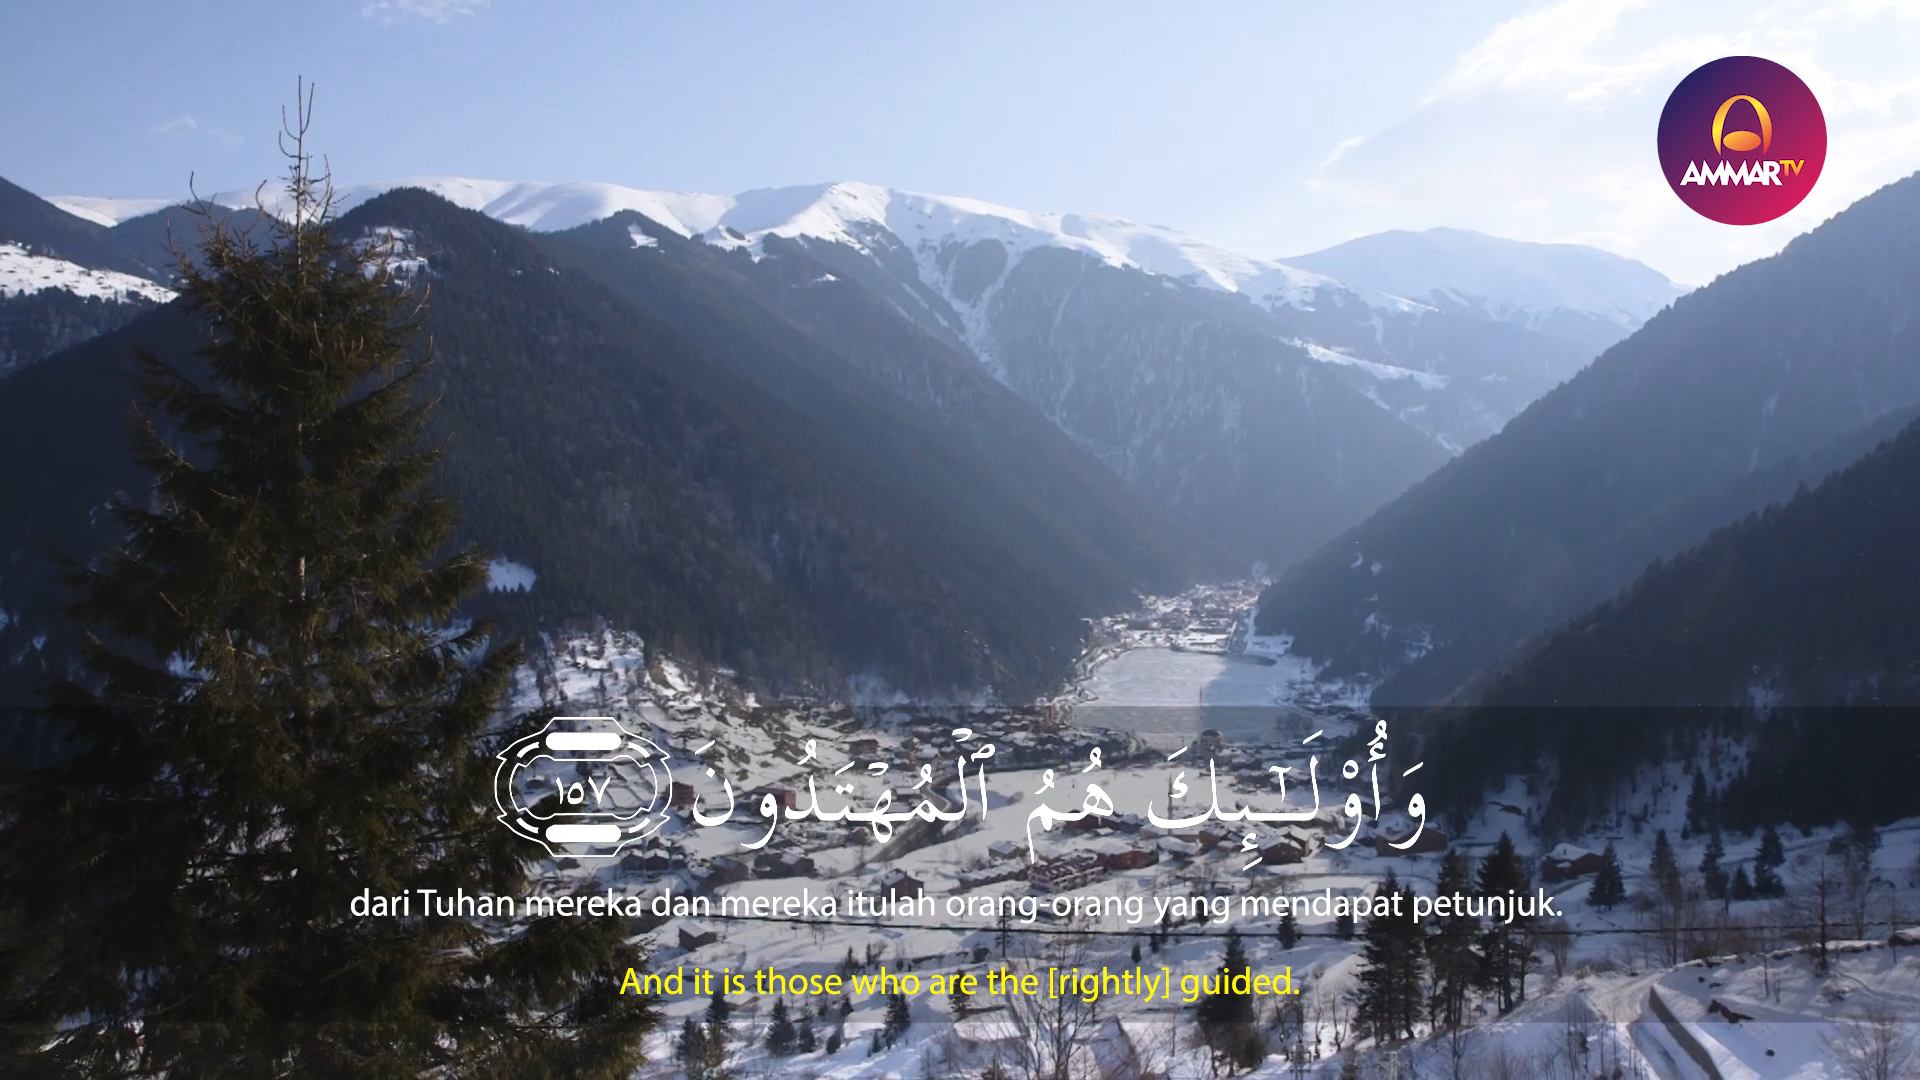 AMMARTV
وَأُو۟لَـٰٓئِكَ هُمُ ٱلْمُهْتَدُونَ ١٥٧
dari Tuhan mereka dan mereka itulah orang-orang yang mendapat petunjuk.
And it is those who are the [rightly] guided.